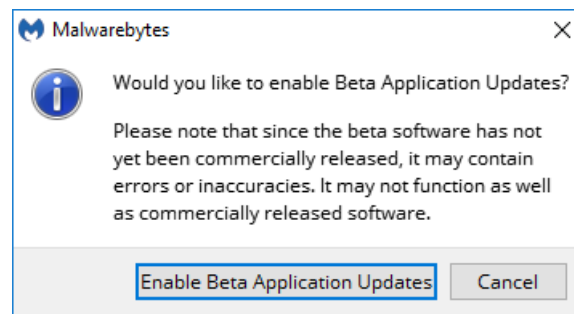 Malwarebytes
Would you like to enable Beta Application Updates?
Please note that since the beta software has not
yet been commercially released, it may contain
errors or inaccuracies. It may not function as well
as commercially released software.
Enable Beta Application Updates
Cancel